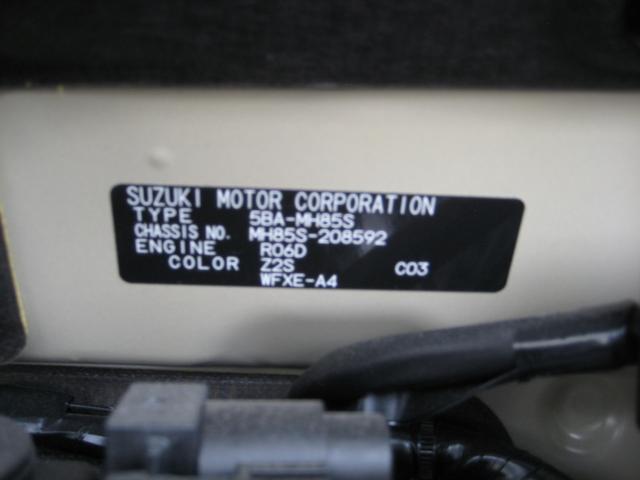 SUZUKI MOTOR CORPORATION
TYPE 5BA-MH85S
CHASSIS NO. MH85S-208592
ENGINE R06D
COLOR Z2S C03
WFXE-A4